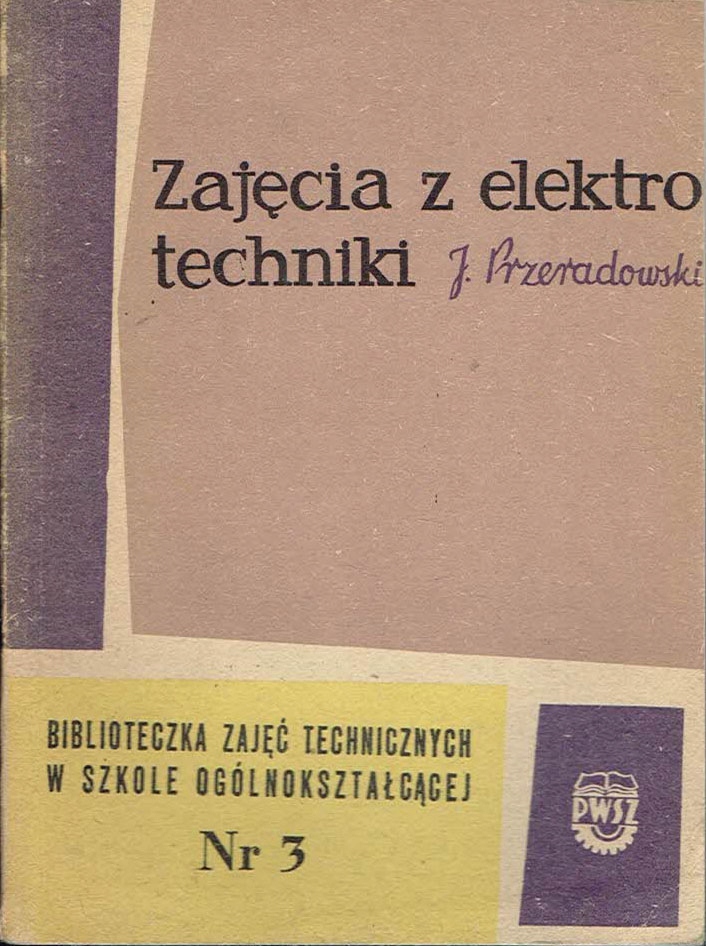 Zajęcia z elektro
techniki J. Przeradowski
BIBLIOTECZKA ZAJĘĆ TECHNICZNYCH
W SZKOLE OGÓLNOKSZTAŁCĄCEJ
Nr 3
PWSZ